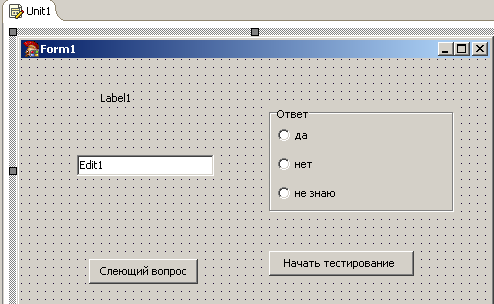 Unit1
Form1
Label1
Ответ
да
Edit1
нет
не знаю
Слеющий вопрос
Начать тестирование